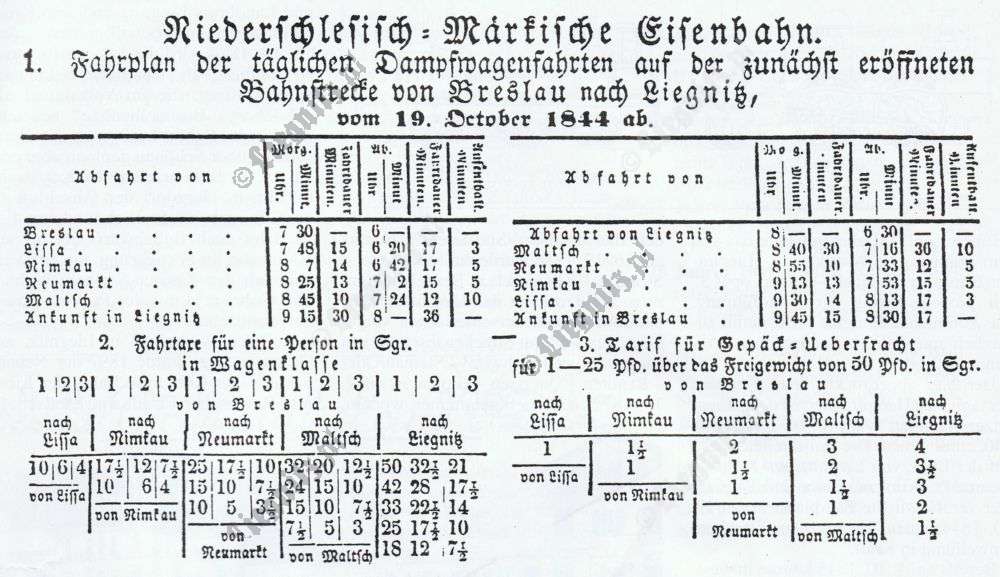 Niederschlesisch-Märkische Eisenbahn.
1. Fahrplan der täglichen Dampfwagenfahrten auf der zunächst eröffneten
Bahnstrecke von Breslau nach Liegnitz,
vom 19. October 1844 ab.
Abfahrt von Morg. Uhr. Minut. Fahrdauer Minuten. Ab. Uhr Minut Fahrdauer Minuten. Aufenthalt. Minuten
Breslau . . . . 7 30 — 6 — — —
Lissa . . . . 7 48 15 6 20 17 —
Nimkau . . . . 8 7 14 6 42 17 5
Neumarkt . . . 8 25 13 7 2 15 5
Maltsch . . . . 8 45 10 7 24 12 10
Ankunft in Liegnitz . 9 15 30 8 — 36 —
Abfahrt von Uhr. Minut. Minuten Ab. Uhr Minu Fahrdauer Minuten. Aufenthalt. Minuten
Abfahrt von Liegnitz 8 — — 6 30 — —
Maltsch . . . . 8 40 30 7 16 36 10
Neumarkt . . . 8 55 10 7 33 12 5
Nimkau . . . . 9 13 13 7 53 15 5
Lissa . . . . 9 30 14 8 13 17 3
Ankunft in Breslau . 9 45 15 8 30 17 —
2. Fahrtare für eine Person in Sgr.
in Wagenklasse
1 2 3 1 2 3 1 2 3 1 2 3 1 2 3
von Breslau
nach Lissa nach Nimkau nach Neumarkt nach Maltsch nach Liegnitz
10 6 4 17½ 12 7½ 25 17½ 10 32 20 12½ 50 32½ 21
von Lissa 10 6 4 15 10 7½ 24 15 10 42 28 17½
von Nimkau 10 5 3½ 15 10 7½ 33 22½ 14
von Neumarkt 7½ 5 3 25 17½ 10
von Maltsch 18 12 7½
3. Tarif für Gepäck-Ueberfracht
für 1—25 Pfd. über das Freigewicht von 50 Pfd. in Sgr.
von Breslau
nach Lissa nach Nimkau nach Neumarkt nach Maltsch nach Liegnitz
1 1½ 2 3 4
von Lissa 1 1½ 2 3½
von Nimkau 1 1½ 3
von Neumarkt 1 2
von Maltsch 1½
©Liegnitz.pl
©Liegnitz.pl